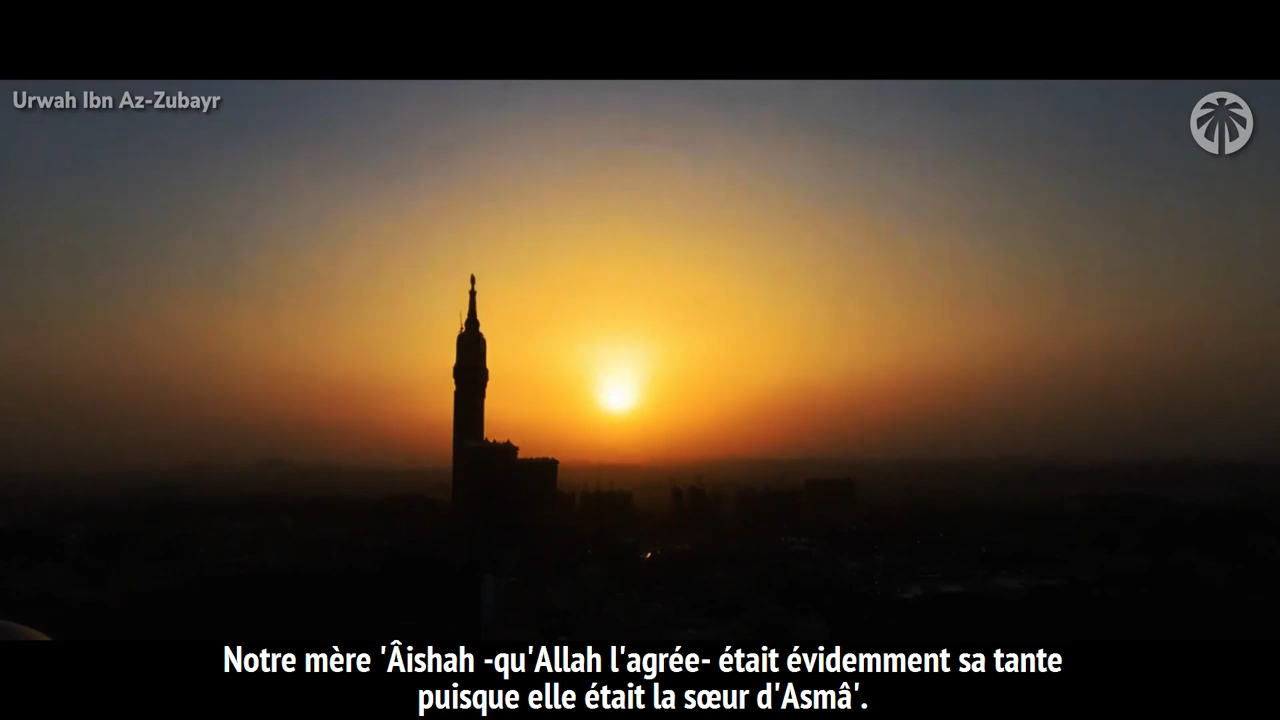 Urwah Ibn Az-Zubayr
Notre mère 'Âishah -qu'Allah l'agrée- était évidemment sa tante
puisque elle était la sœur d'Asmâ'.